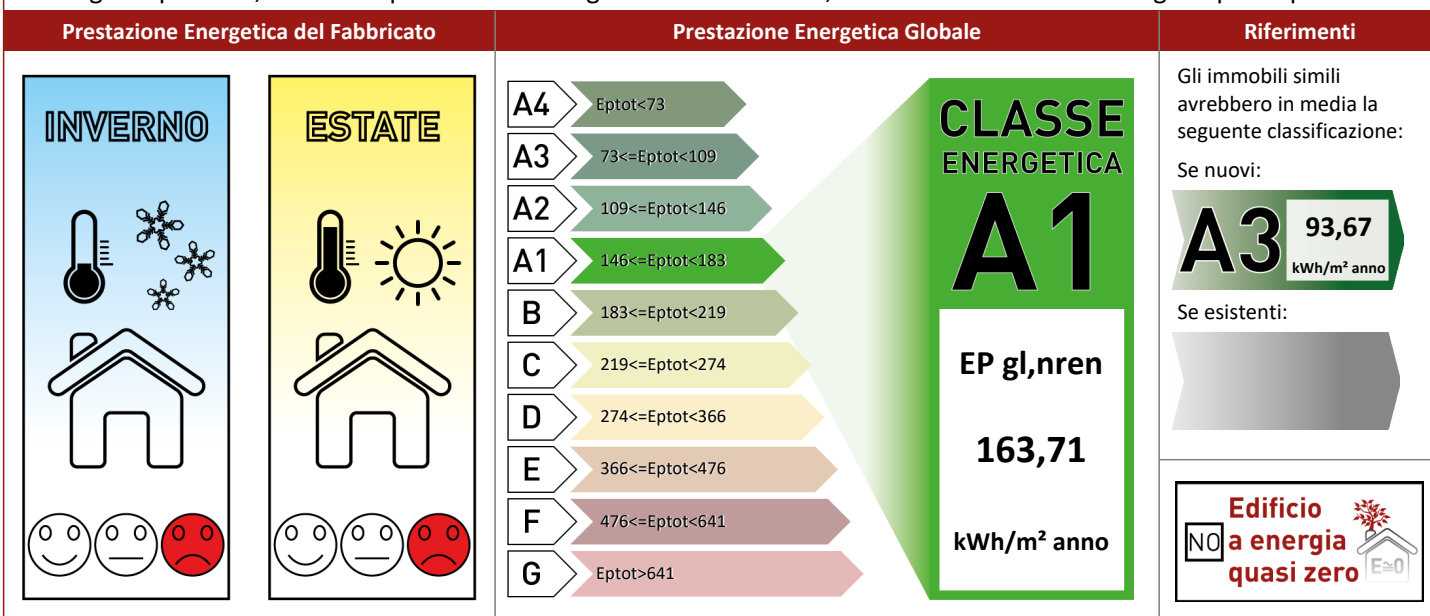 Prestazione Energetica del Fabbricato
Prestazione Energetica Globale
Riferimenti
INVERNO
ESTATE
A4 Eptot<73
A3 73<=Eptot<109
A2 109<=Eptot<146
A1 146<=Eptot<183
B 183<=Eptot<219
C 219<=Eptot<274
D 274<=Eptot<366
E 366<=Eptot<476
F 476<=Eptot<641
G Eptot>641
CLASSE
ENERGETICA
A1
EP gl,nren
163,71
kWh/m² anno
Gli immobili simili
avrebbero in media la
seguente classificazione:
Se nuovi:
A3 93,67
kWh/m² anno
Se esistenti:
Edificio
NO a energia
quasi zero
E≅0